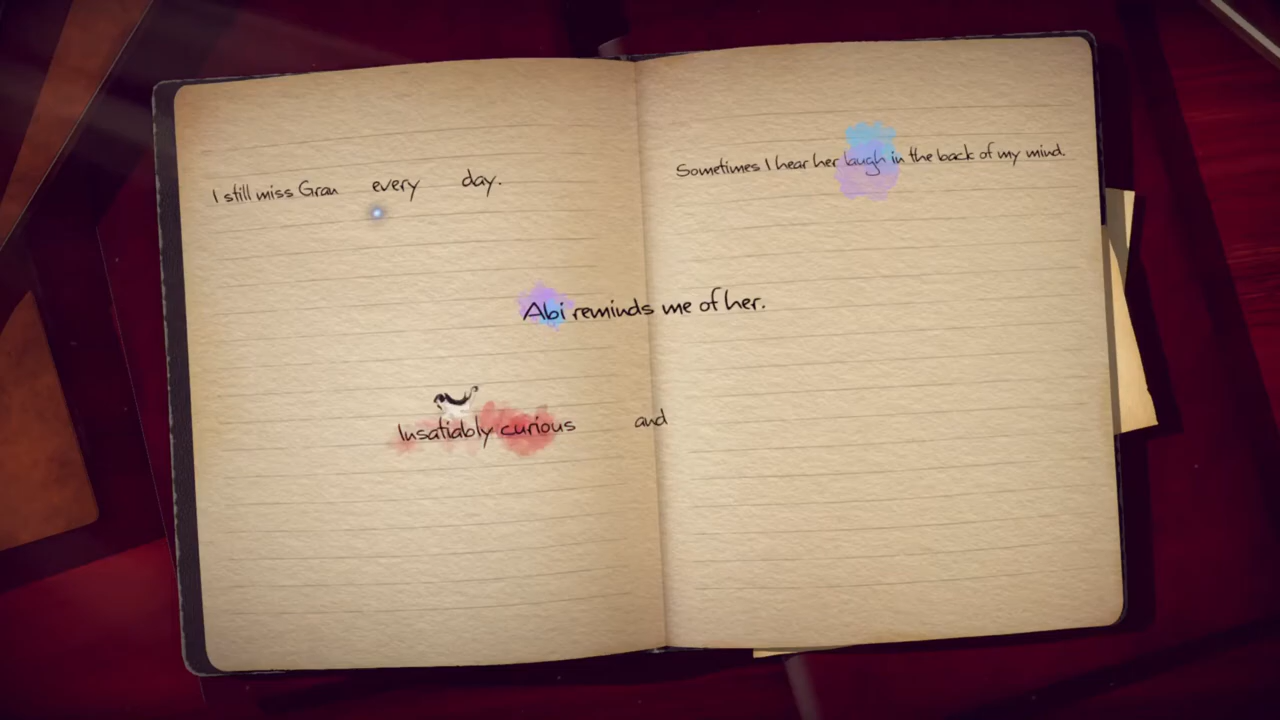 I still miss Gran every day.
Sometimes I hear her laugh in the back of my mind.
Abi reminds me of her.
Insatiably curious and